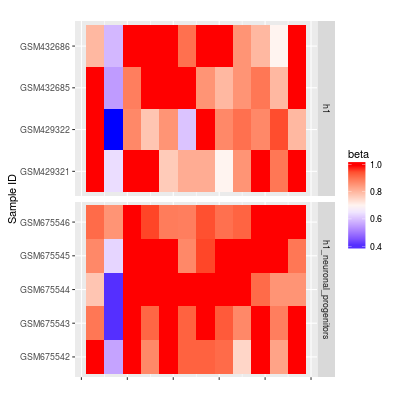 GSM432686
GSM432685
GSM429322
GSM429321
h1
GSM675546
GSM675545
GSM675544
GSM675543
GSM675542
h1_neuronal_progenitors
Sample ID
beta
1.0
0.8
0.6
0.4